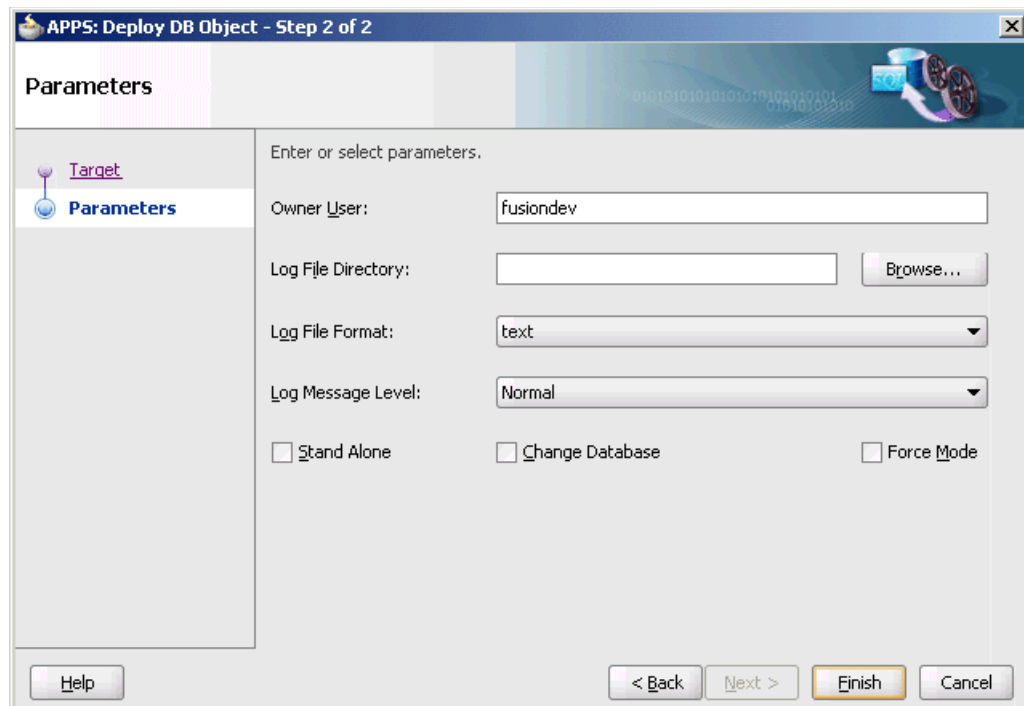 APPS: Deploy DB Object - Step 2 of 2
Parameters
SQL
Target
Parameters
Enter or select parameters.
Owner User:
fusiondev
Log File Directory:
Browse...
Log File Format:
text
Log Message Level:
Normal
Stand Alone
Change Database
Force Mode
Help
< Back
Next >
Finish
Cancel